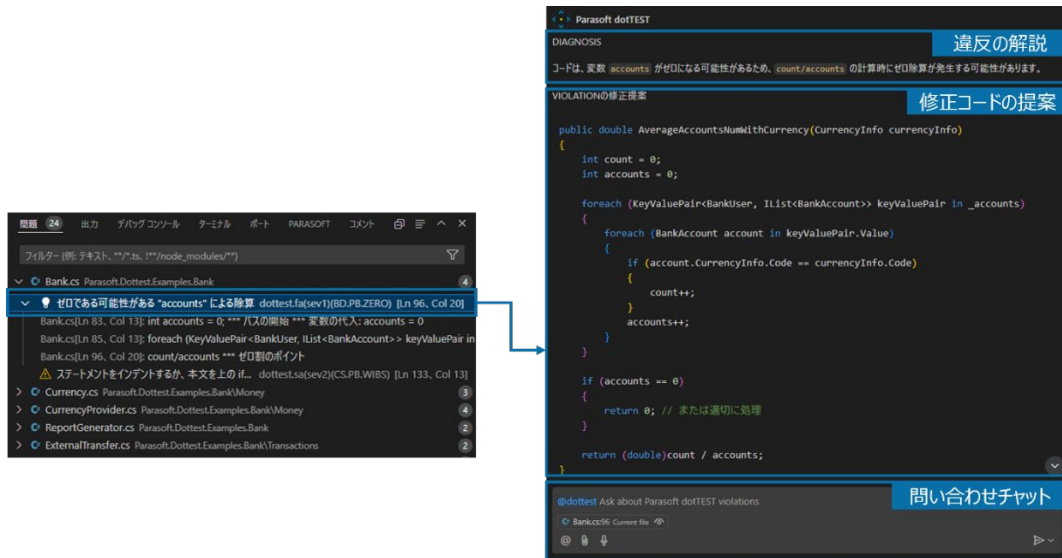 問題 24 出力 デバッグ コンソール ターミナル ポート PARASOFT コメント
フィルター (例: テキスト、**/*.ts、!**/node_modules/**)
Bank.cs Parasoft.Dottest.Examples.Bank 4
ゼロである可能性がある "accounts" による除算 dottest.fa(sev1)(BD.PB.ZERO) [Ln 96, Col 20]
Bank.cs[Ln 83, Col 13]: int accounts = 0; *** パスの開始 *** 変数の代入: accounts = 0
Bank.cs[Ln 85, Col 13]: foreach (KeyValuePair<BankUser, IList<BankAccount>> keyValuePair in
Bank.cs[Ln 96, Col 20]: count/accounts *** ゼロ割のポイント
ステートメントをインデントするか、本文を上の if... dottest.sa(sev2)(CS.PB.WIBS) [Ln 133, Col 13]
Currency.cs Parasoft.Dottest.Examples.Bank\Money 3
CurrencyProvider.cs Parasoft.Dottest.Examples.Bank\Money 4
ReportGenerator.cs Parasoft.Dottest.Examples.Bank 2
ExternalTransfer.cs Parasoft.Dottest.Examples.Bank\Transactions 2
Parasoft dotTEST
DIAGNOSIS
違反の解説
コードは、変数 accounts がゼロになる可能性があるため、count/accounts の計算時にゼロ除算が発生する可能性があります。
VIOLATIONの修正提案
修正コードの提案
public double AverageAccountsNumWithCurrency(CurrencyInfo currencyInfo)
{
int count = 0;
int accounts = 0;
foreach (KeyValuePair<BankUser, IList<BankAccount>> keyValuePair in _accounts)
{
foreach (BankAccount account in keyValuePair.Value)
{
if (account.CurrencyInfo.Code == currencyInfo.Code)
{
count++;
}
accounts++;
}
}
if (accounts == 0)
{
return 0; // または適切に処理
}
return (double)count / accounts;
}
問い合わせチャット
@dottest Ask about Parasoft dotTEST violations
Bank.cs:96 Current file